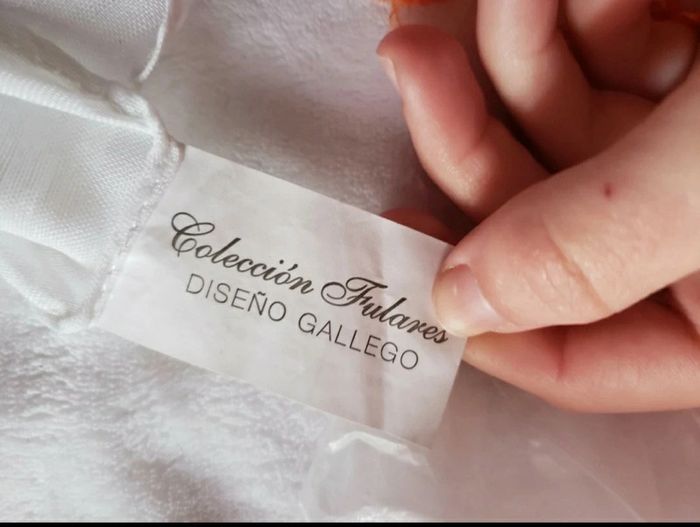 Colección Fulares
DISEÑO GALLEGO